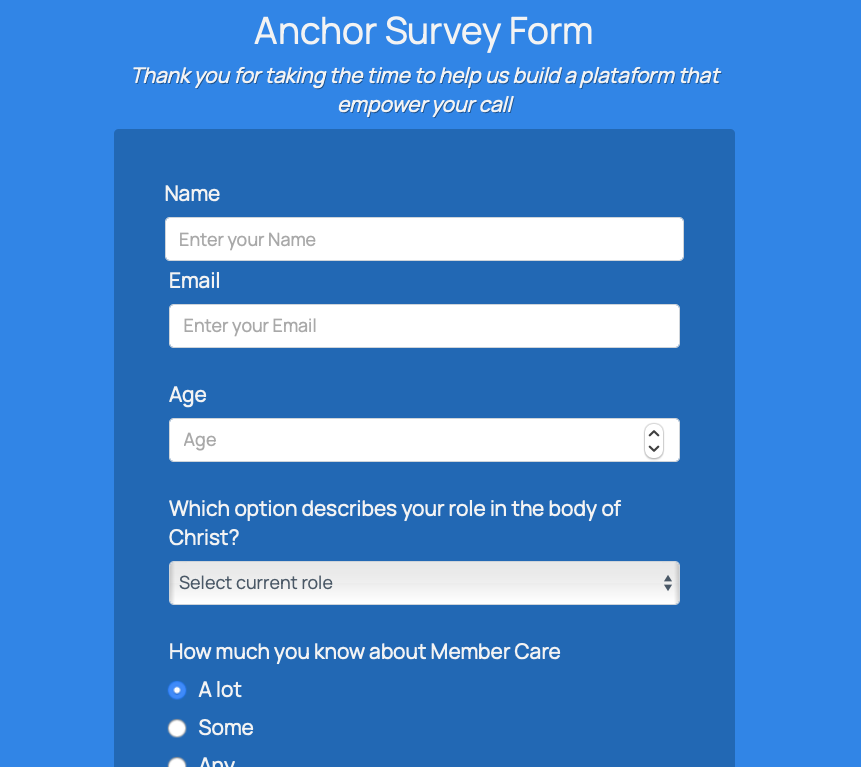 Anchor Survey Form
Thank you for taking the time to help us build a plataform that
empower your call
Name
Enter your Name
Email
Enter your Email
Age
Age
Which option describes your role in the body of
Christ?
Select current role
How much you know about Member Care
A lot
Some
Any